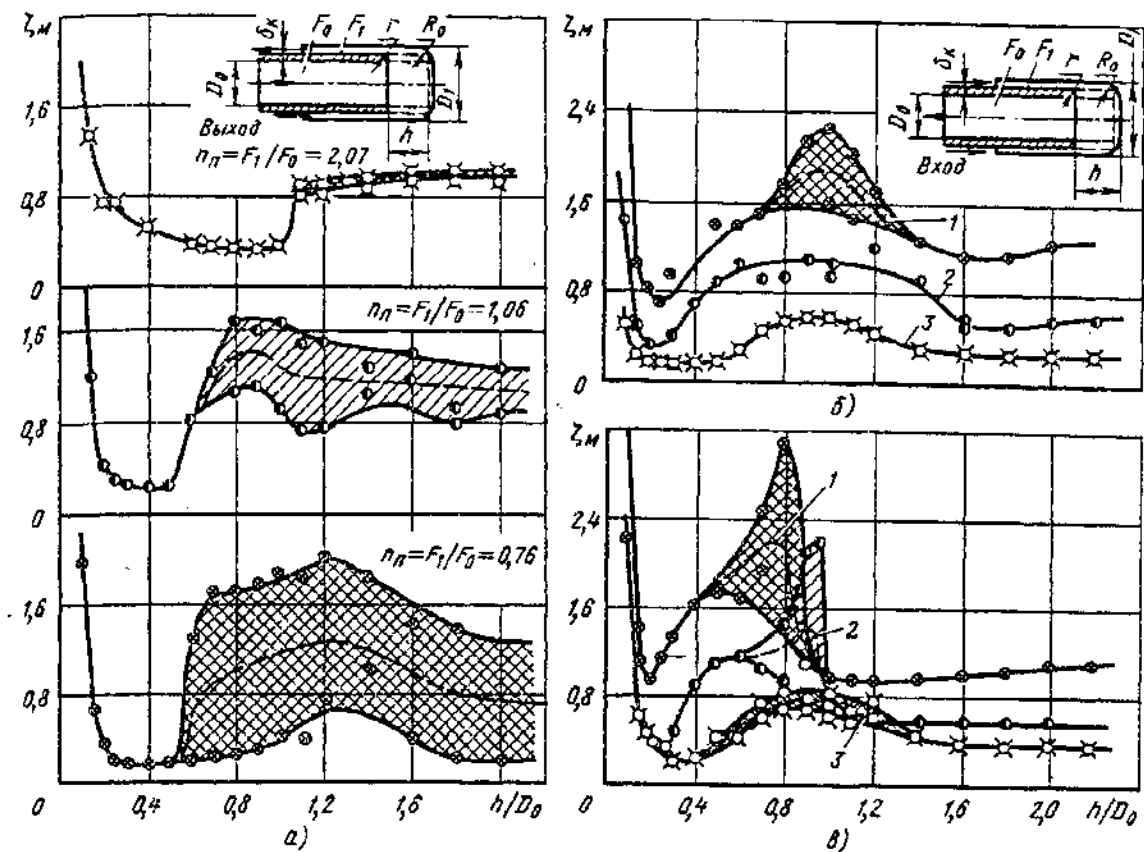 ζ,м
δк F₀ F₁ r R₀
D₀
D₁
1,6
Выход
h
nп=F₁/F₀=2,07
0,8
0
nп=F₁/F₀=1,06
1,6
0,8
0
nп=F₁/F₀=0,76
1,6
0,8
0 0,4 0,8 1,2 1,6 h/D₀
а)
ζ,м
δк F₀ F₁ r R₀
D₀
D₁
2,4
Вход
h
1,6
1
0,8
2
3
0
б)
ζ,м
1
2,4
1,6
2
0,8
3
0 0,4 0,8 1,2 1,6 2,0 h/D₀
в)